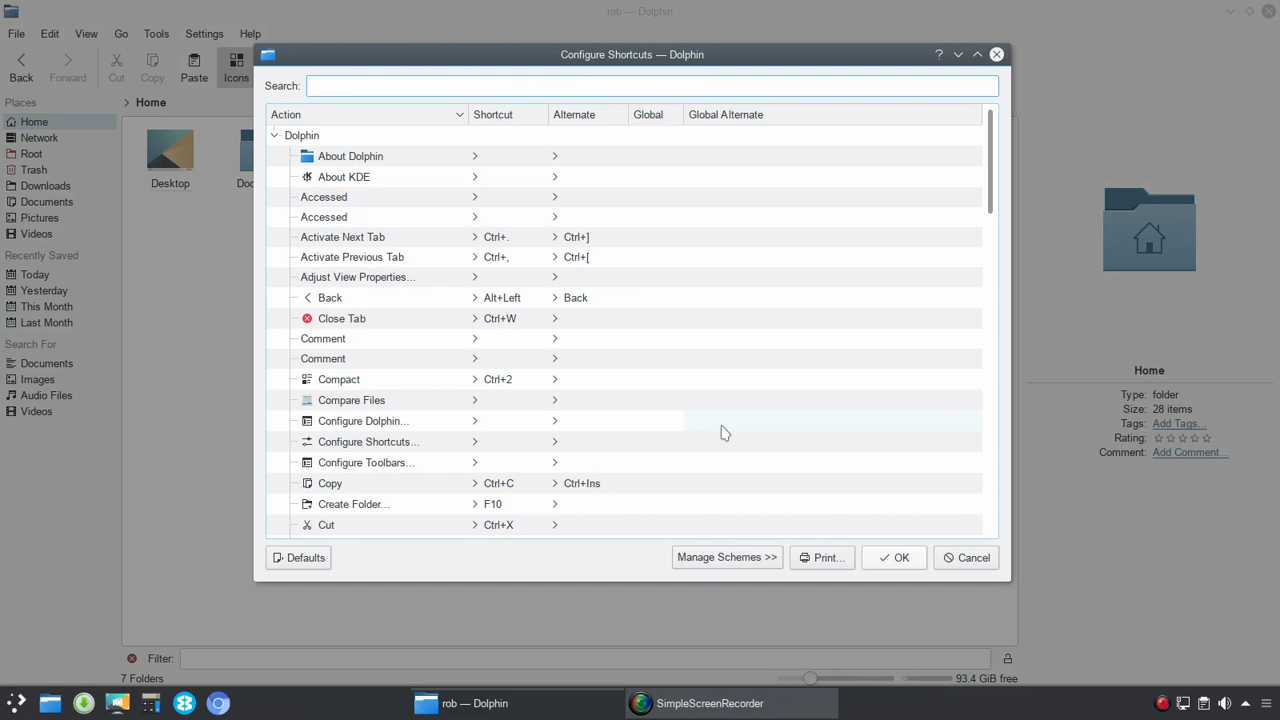 rob — Dolphin
File Edit View Go Tools Settings Help
Back Forward Cut Copy Paste Icons
Places
Home
Network
Root
Trash
Downloads
Documents
Pictures
Videos
Recently Saved
Today
Yesterday
This Month
Last Month
Search For
Documents
Images
Audio Files
Videos
Home
Desktop
Doc
Configure Shortcuts — Dolphin
Search:
Action Shortcut Alternate Global Global Alternate
Dolphin
About Dolphin
About KDE
Accessed
Accessed
Activate Next Tab Ctrl+. Ctrl+]
Activate Previous Tab Ctrl+, Ctrl+[
Adjust View Properties...
Back Alt+Left Back
Close Tab Ctrl+W
Comment
Comment
Compact Ctrl+2
Compare Files
Configure Dolphin...
Configure Shortcuts...
Configure Toolbars...
Copy Ctrl+C Ctrl+Ins
Create Folder... F10
Cut Ctrl+X
Defaults Manage Schemes >> Print... OK Cancel
Home
Type: folder
Size: 28 items
Tags: Add Tags...
Rating:
Comment: Add Comment...
Filter:
7 Folders 93.4 GiB free
rob — Dolphin SimpleScreenRecorder